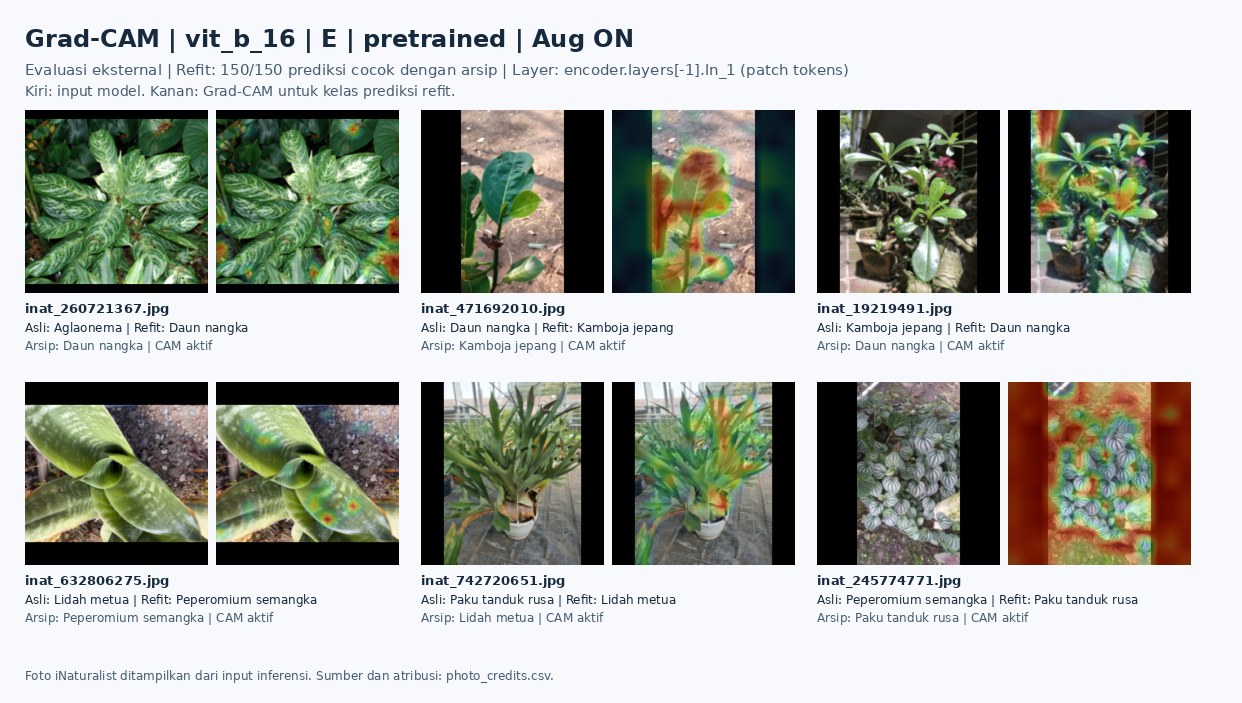 Grad-CAM | vit_b_16 | E | pretrained | Aug ON
Evaluasi eksternal | Refit: 150/150 prediksi cocok dengan arsip | Layer: encoder.layers[-1].ln_1 (patch tokens)
Kiri: input model. Kanan: Grad-CAM untuk kelas prediksi refit.
inat_260721367.jpg
Asli: Aglaonema | Refit: Daun nangka
Arsip: Daun nangka | CAM aktif
inat_471692010.jpg
Asli: Daun nangka | Refit: Kamboja jepang
Arsip: Kamboja jepang | CAM aktif
inat_19219491.jpg
Asli: Kamboja jepang | Refit: Daun nangka
Arsip: Daun nangka | CAM aktif
inat_632806275.jpg
Asli: Lidah metua | Refit: Peperomium semangka
Arsip: Peperomium semangka | CAM aktif
inat_742720651.jpg
Asli: Paku tanduk rusa | Refit: Lidah metua
Arsip: Lidah metua | CAM aktif
inat_245774771.jpg
Asli: Peperomium semangka | Refit: Paku tanduk rusa
Arsip: Paku tanduk rusa | CAM aktif
Foto iNaturalist ditampilkan dari input inferensi. Sumber dan atribusi: photo_credits.csv.